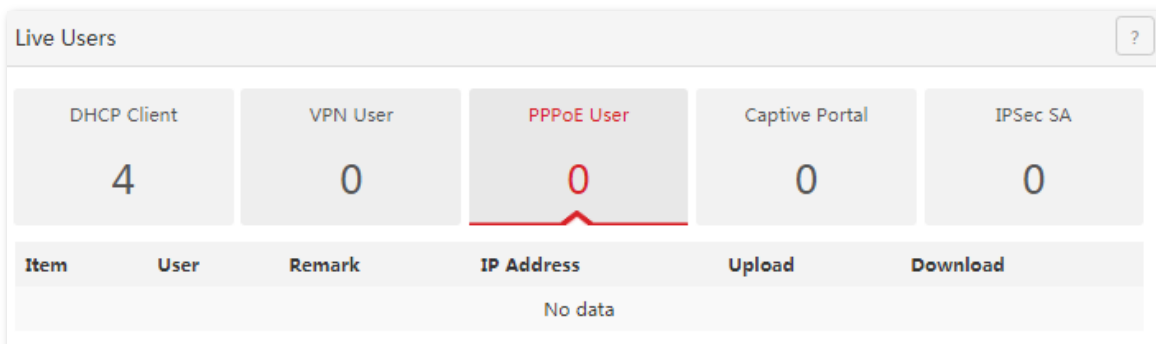 Live Users
?
DHCP Client VPN User PPPoE User Captive Portal IPSec SA
4 0 0 0 0
Item User Remark IP Address Upload Download
No data